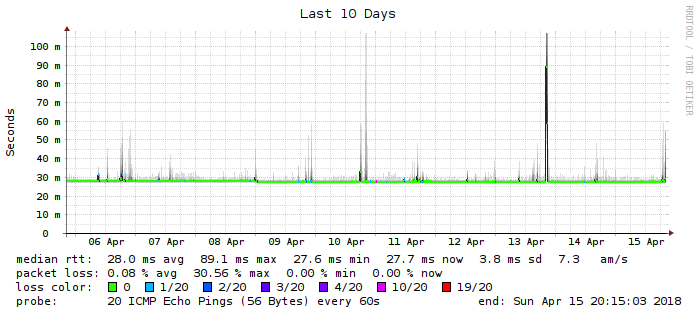 Last 10 Days
RRDTOOL / TOBI OETIKER
Seconds
100 m
90 m
80 m
70 m
60 m
50 m
40 m
30 m
20 m
10 m
0
06 Apr 07 Apr 08 Apr 09 Apr 10 Apr 11 Apr 12 Apr 13 Apr 14 Apr 15 Apr
median rtt: 28.0 ms avg 89.1 ms max 27.6 ms min 27.7 ms now 3.8 ms sd 7.3 am/s
packet loss: 0.08 % avg 30.56 % max 0.00 % min 0.00 % now
loss color: 0 1/20 2/20 3/20 4/20 10/20 19/20
probe: 20 ICMP Echo Pings (56 Bytes) every 60s end: Sun Apr 15 20:15:03 2018